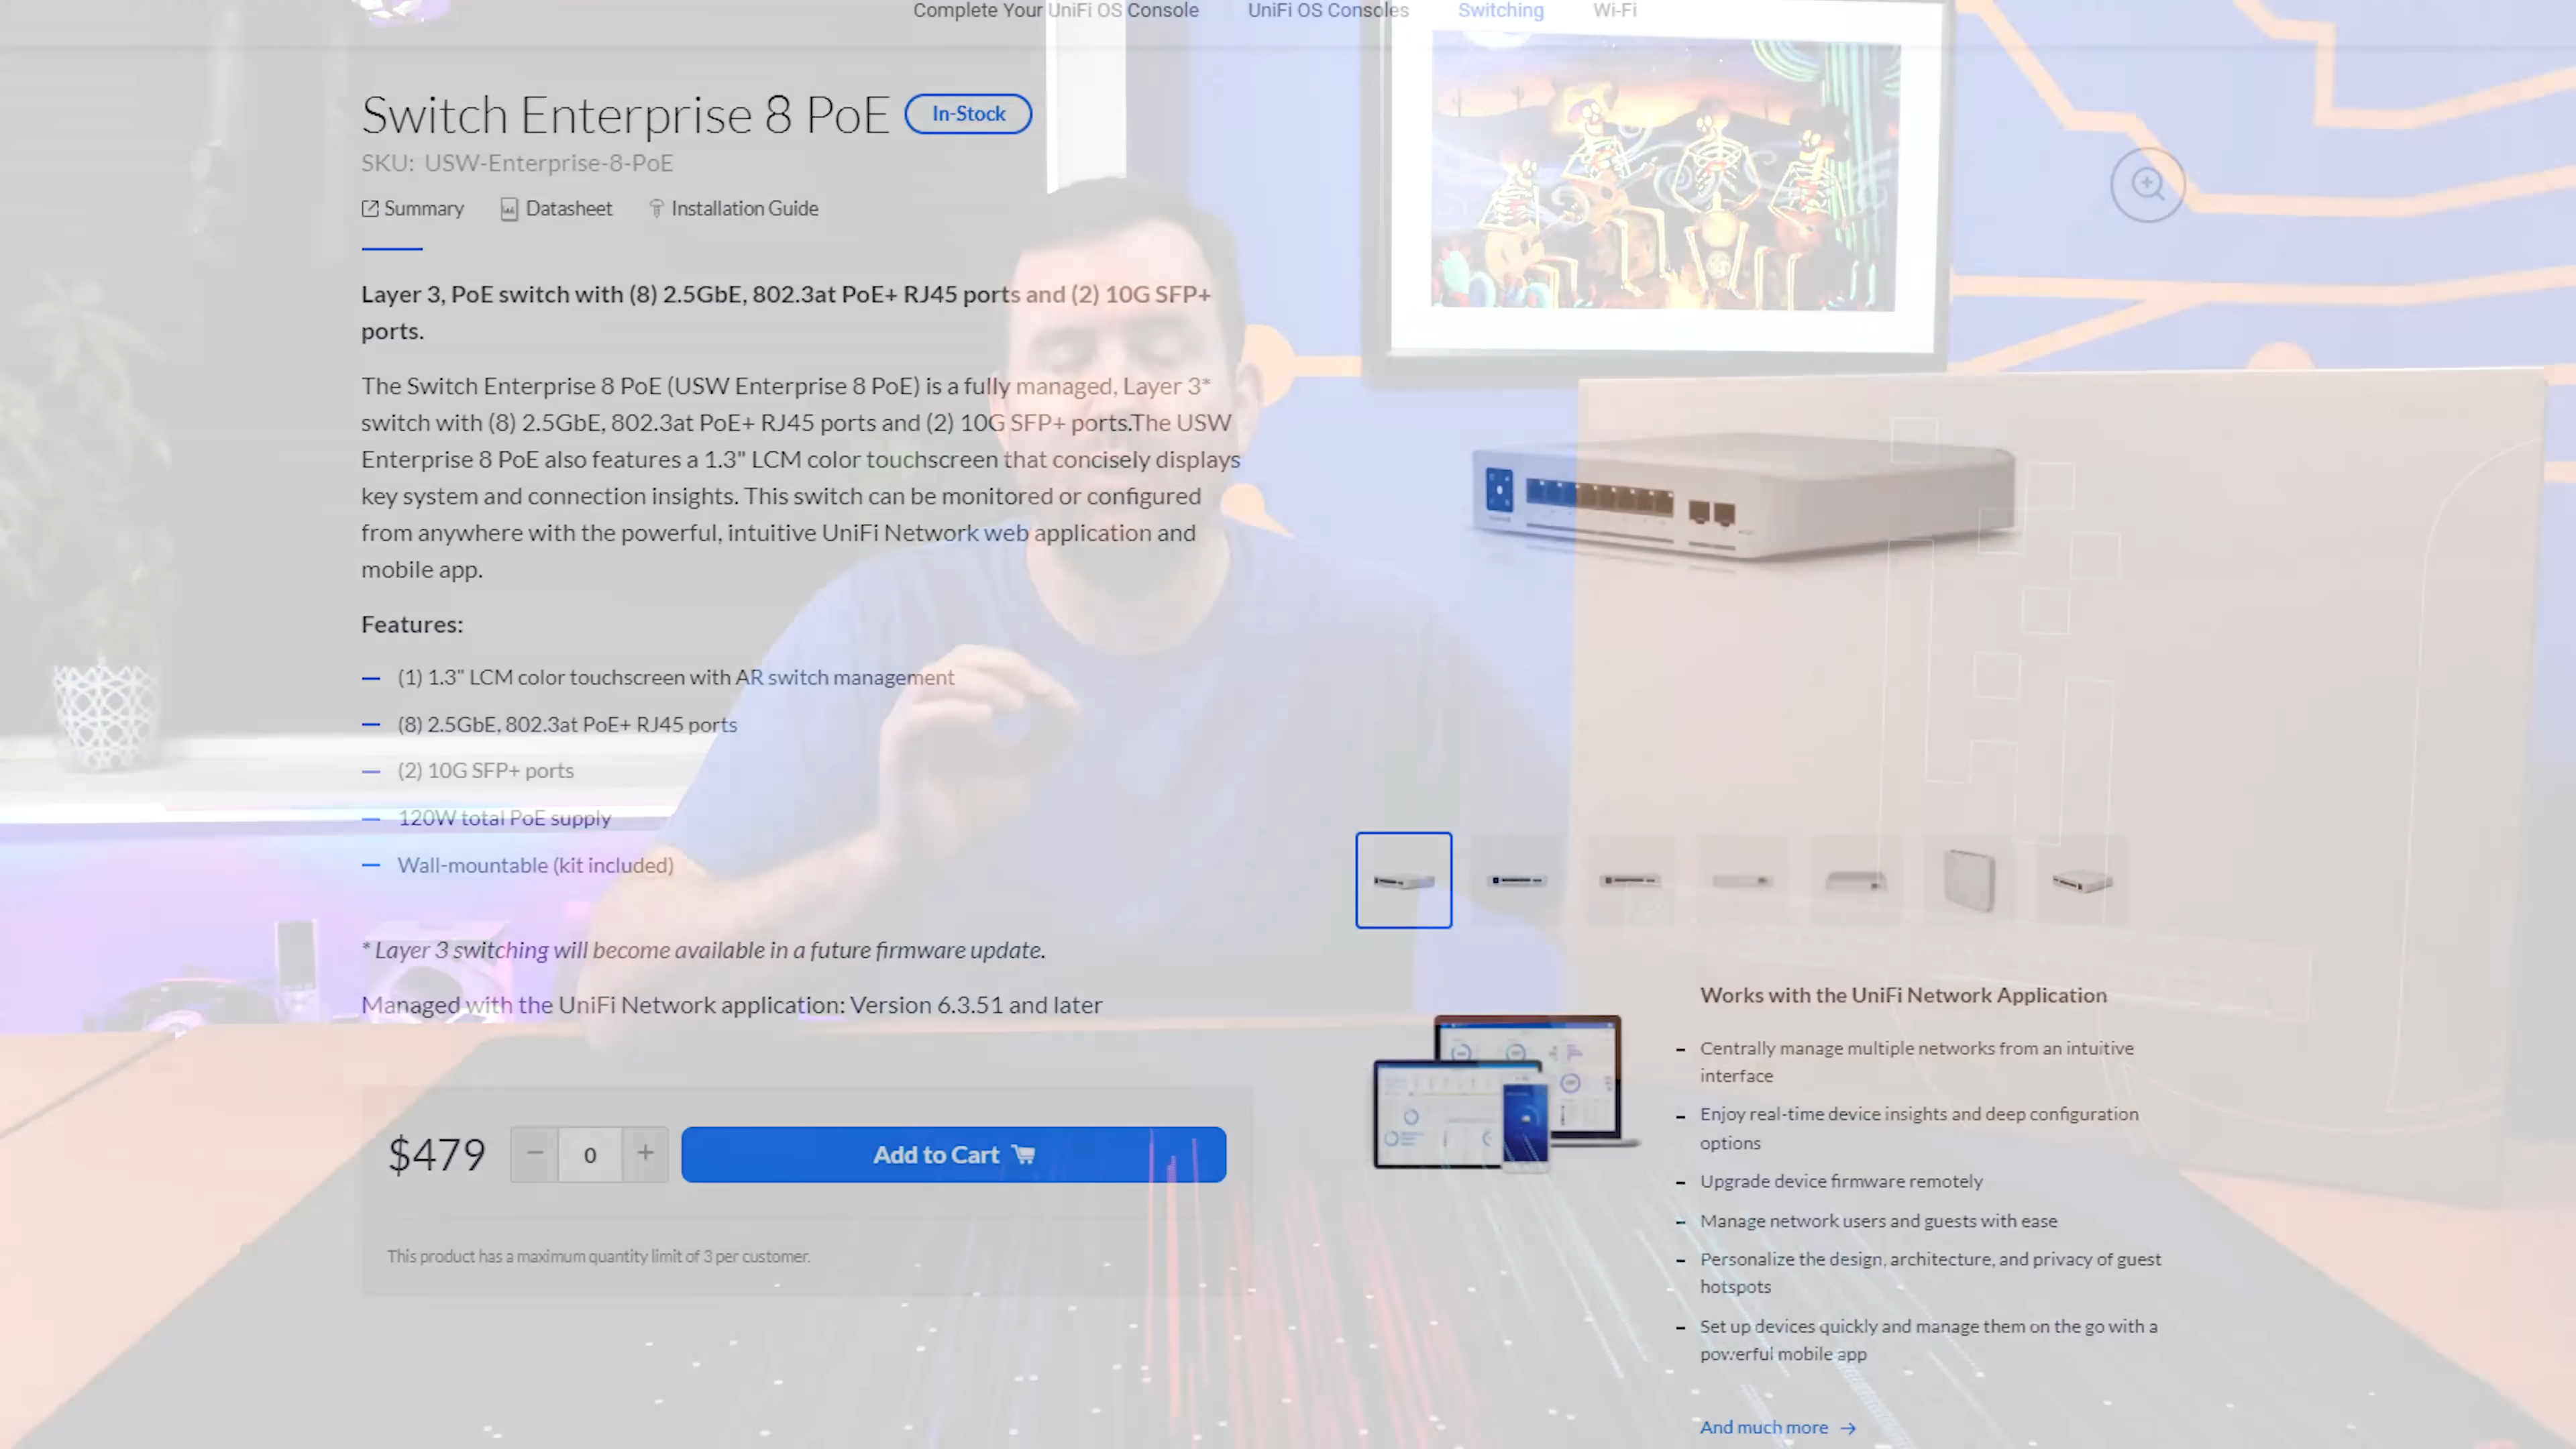 Complete Your UniFi OS Console
UniFi OS Consoles
Switching
Wi-Fi
Switch Enterprise 8 PoE
In-Stock
SKU: USW-Enterprise-8-PoE
Summary
Datasheet
Installation Guide
Layer 3, PoE switch with (8) 2.5GbE, 802.3at PoE+ RJ45 ports and (2) 10G SFP+
ports.
The Switch Enterprise 8 PoE (USW Enterprise 8 PoE) is a fully managed, Layer 3*
switch with (8) 2.5GbE, 802.3at PoE+ RJ45 ports and (2) 10G SFP+ ports.The USW
Enterprise 8 PoE also features a 1.3" LCM color touchscreen that concisely displays
key system and connection insights. This switch can be monitored or configured
from anywhere with the powerful, intuitive UniFi Network web application and
mobile app.
Features:
(1) 1.3" LCM color touchscreen with AR switch management
(8) 2.5GbE, 802.3at PoE+ RJ45 ports
(2) 10G SFP+ ports
120W total PoE supply
Wall-mountable (kit included)
* Layer 3 switching will become available in a future firmware update.
Managed with the UniFi Network application: Version 6.3.51 and later
$479
0
Add to Cart
This product has a maximum quantity limit of 3 per customer.
Works with the UniFi Network Application
Centrally manage multiple networks from an intuitive
interface
Enjoy real-time device insights and deep configuration
options
Upgrade device firmware remotely
Manage network users and guests with ease
Personalize the design, architecture, and privacy of guest
hotspots
Set up devices quickly and manage them on the go with a
powerful mobile app
And much more